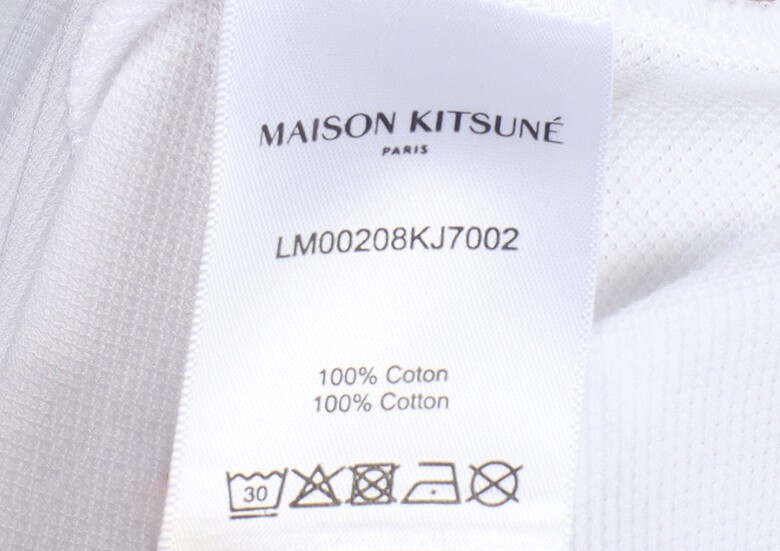 MAISON KITSUNÉ
PARIS
LM00208KJ7002
100% Coton
100% Cotton
30